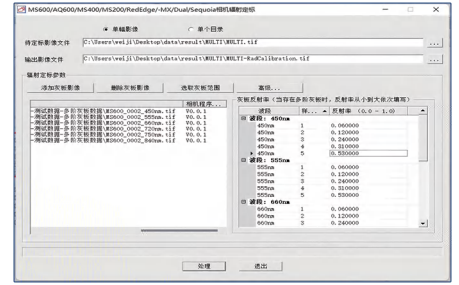 MS600/AQ600/MS400/MS200/RedEdge/-MX/Dual/Sequoia相机辐射定标
单幅影像 单个目录
待定标影像文件 C:\Users\weiji\Desktop\data\result\MULTI\MULTI.tif ...
输出影像文件 C:\Users\weiji\Desktop\data\result\MULTI\MULTI-RadCalibration.tif ...
辐射定标参数
添加灰板影像 删除灰板影像 选取灰板范围 高级...
相机程序...
—测试数据-多阶灰板数据\MS600_0002_450nm.tif V0.0.1
—测试数据-多阶灰板数据\MS600_0002_555nm.tif V0.0.1
—测试数据-多阶灰板数据\MS600_0002_660nm.tif V0.0.1
—测试数据-多阶灰板数据\MS600_0002_720nm.tif V0.0.1
—测试数据-多阶灰板数据\MS600_0002_750nm.tif V0.0.1
—测试数据-多阶灰板数据\MS600_0002_840nm.tif V0.0.1
灰板反射率（当存在多阶灰板时，反射率从小到大依次填写）
波段 样... 反射率 (0.0 - 1.0)
波段: 450nm
450nm 1 0.060000
450nm 2 0.120000
450nm 3 0.240000
450nm 4 0.310000
450nm 5 0.530000
波段: 555nm
555nm 1 0.060000
555nm 2 0.120000
555nm 3 0.240000
555nm 4 0.310000
555nm 5 0.530000
波段: 660nm
660nm 1 0.060000
660nm 2 0.120000
660nm 3 0.240000
处理 退出